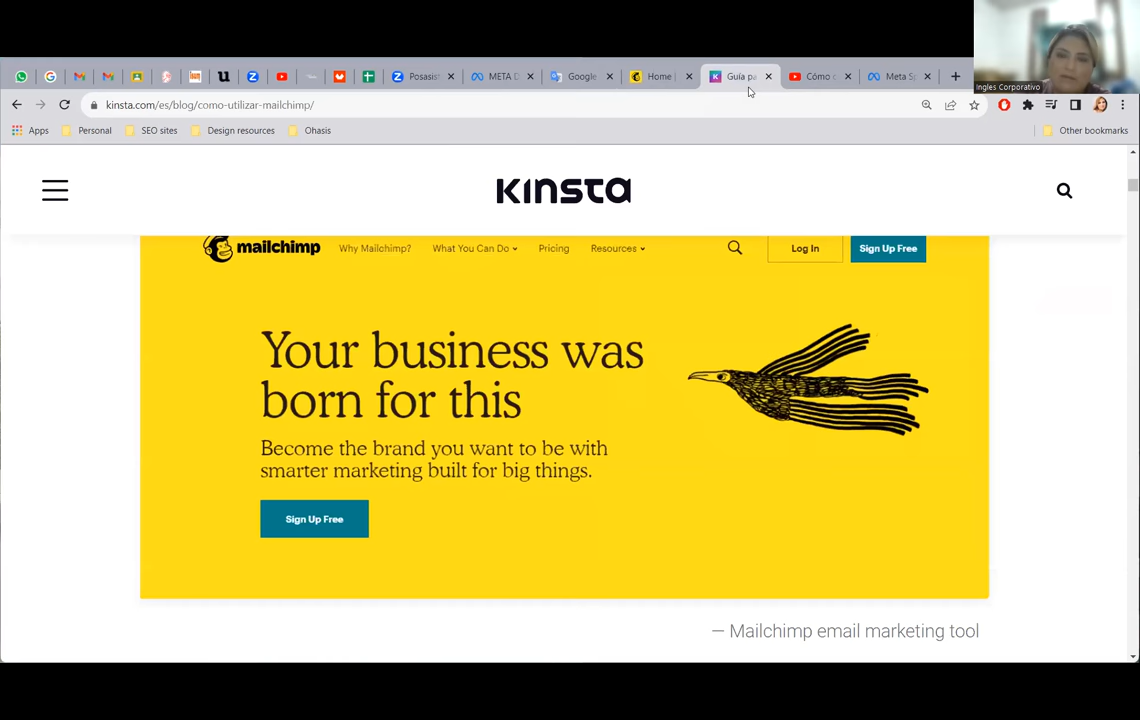 Ingles Corporativo
Posasist
META D
Google
Home |
Guía pa
Cómo c
Meta Sp
kinsta.com/es/blog/como-utilizar-mailchimp/
Apps
Personal
SEO sites
Design resources
Ohasis
Other bookmarks
KINSTA
mailchimp
Why Mailchimp?
What You Can Do
Pricing
Resources
Log In
Sign Up Free
Your business was
born for this
Become the brand you want to be with
smarter marketing built for big things.
Sign Up Free
— Mailchimp email marketing tool